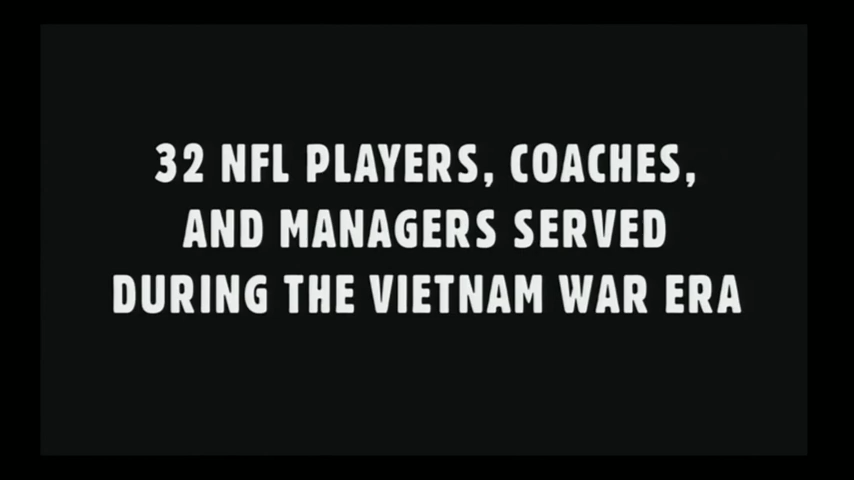 32 NFL PLAYERS, COACHES,
AND MANAGERS SERVED
DURING THE VIETNAM WAR ERA